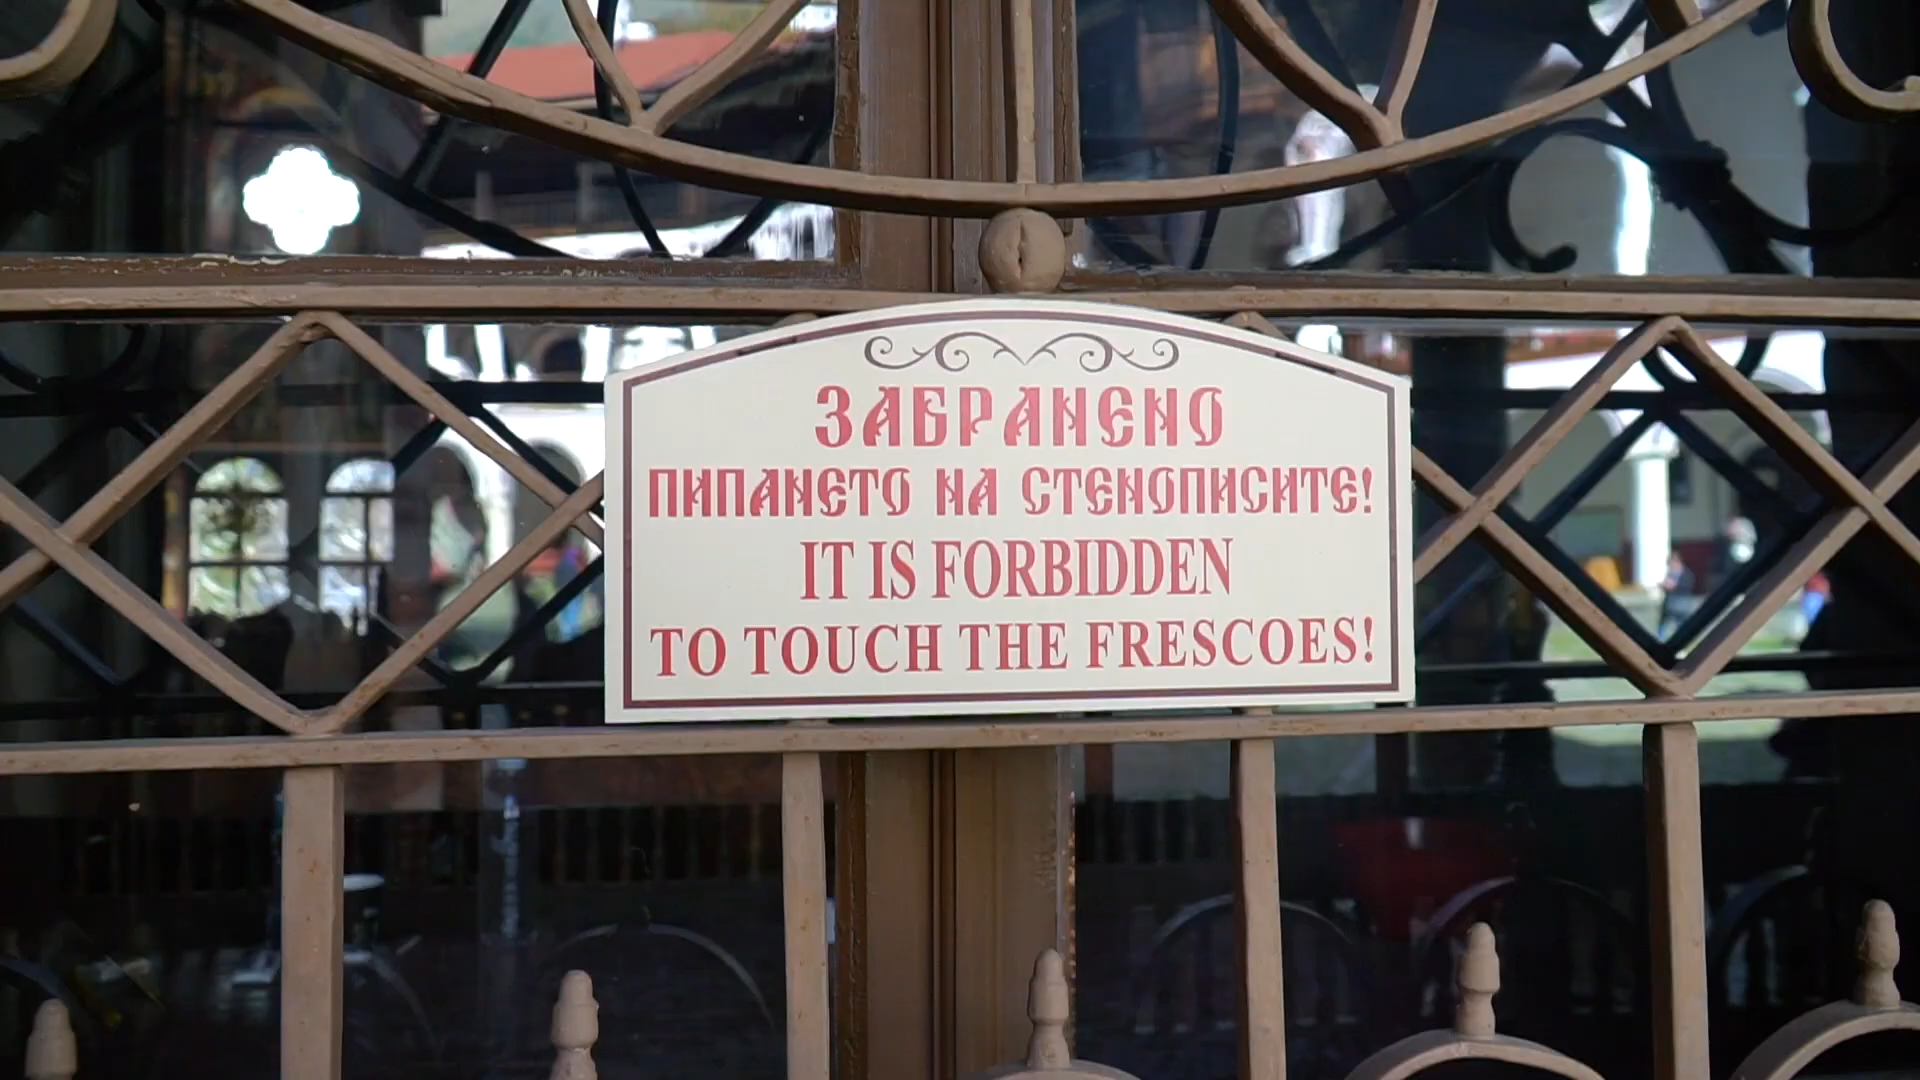 ЗАБРАНЕНО
ПИПАНЕТО НА СТЕНОПИСИТЕ!
IT IS FORBIDDEN
TO TOUCH THE FRESCOES!